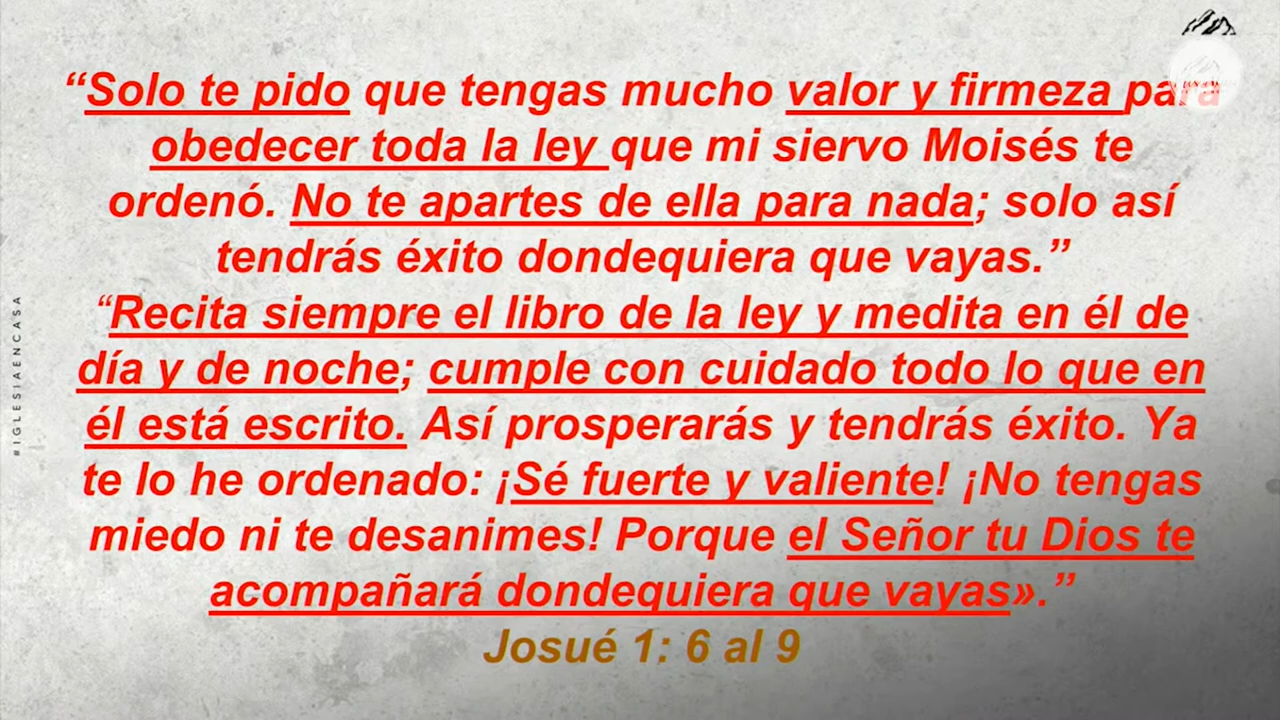 “Solo te pido que tengas mucho valor y firmeza para
obedecer toda la ley que mi siervo Moisés te
ordenó. No te apartes de ella para nada; solo así
tendrás éxito dondequiera que vayas.”
“Recita siempre el libro de la ley y medita en él de
día y de noche; cumple con cuidado todo lo que en
él está escrito. Así prosperarás y tendrás éxito. Ya
te lo he ordenado: ¡Sé fuerte y valiente! ¡No tengas
miedo ni te desanimes! Porque el Señor tu Dios te
acompañará dondequiera que vayas».”
Josué 1: 6 al 9
#IGLESIAENCASA